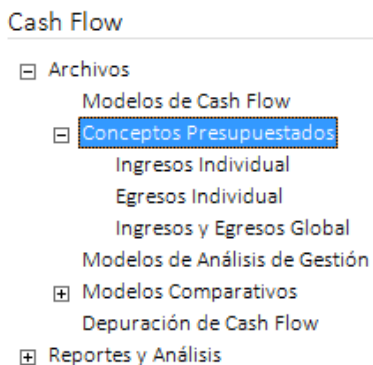 Cash Flow
Archivos
Modelos de Cash Flow
Conceptos Presupuestados
Ingresos Individual
Egresos Individual
Ingresos y Egresos Global
Modelos de Análisis de Gestión
Modelos Comparativos
Depuración de Cash Flow
Reportes y Análisis